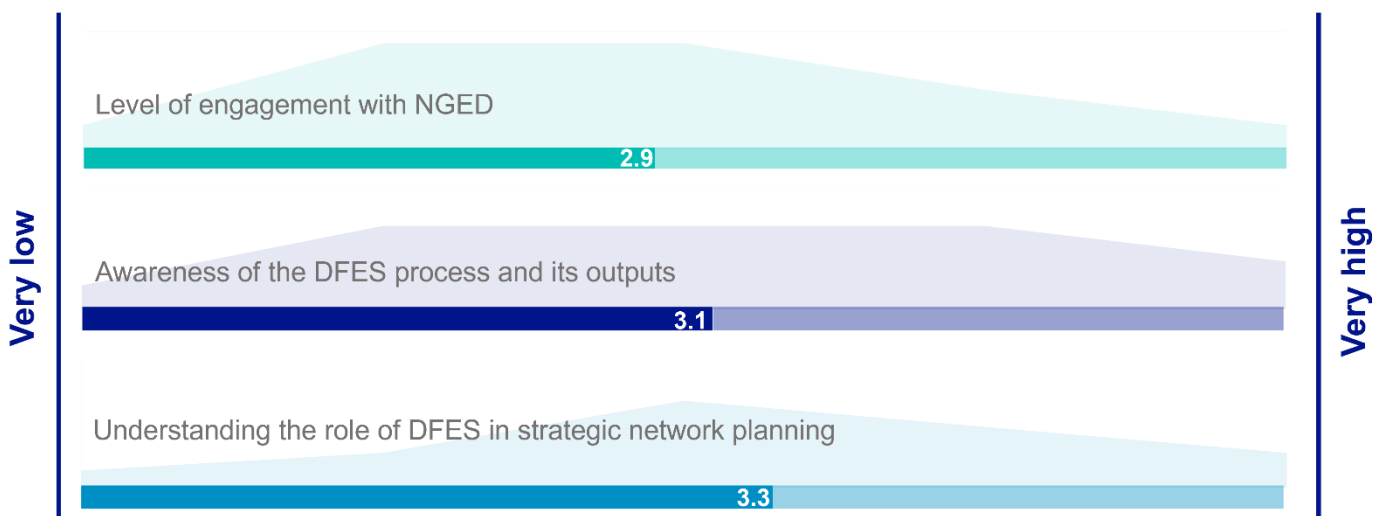 Very low
Level of engagement with NGED
2.9
Awareness of the DFES process and its outputs
3.1
Understanding the role of DFES in strategic network planning
3.3
Very high